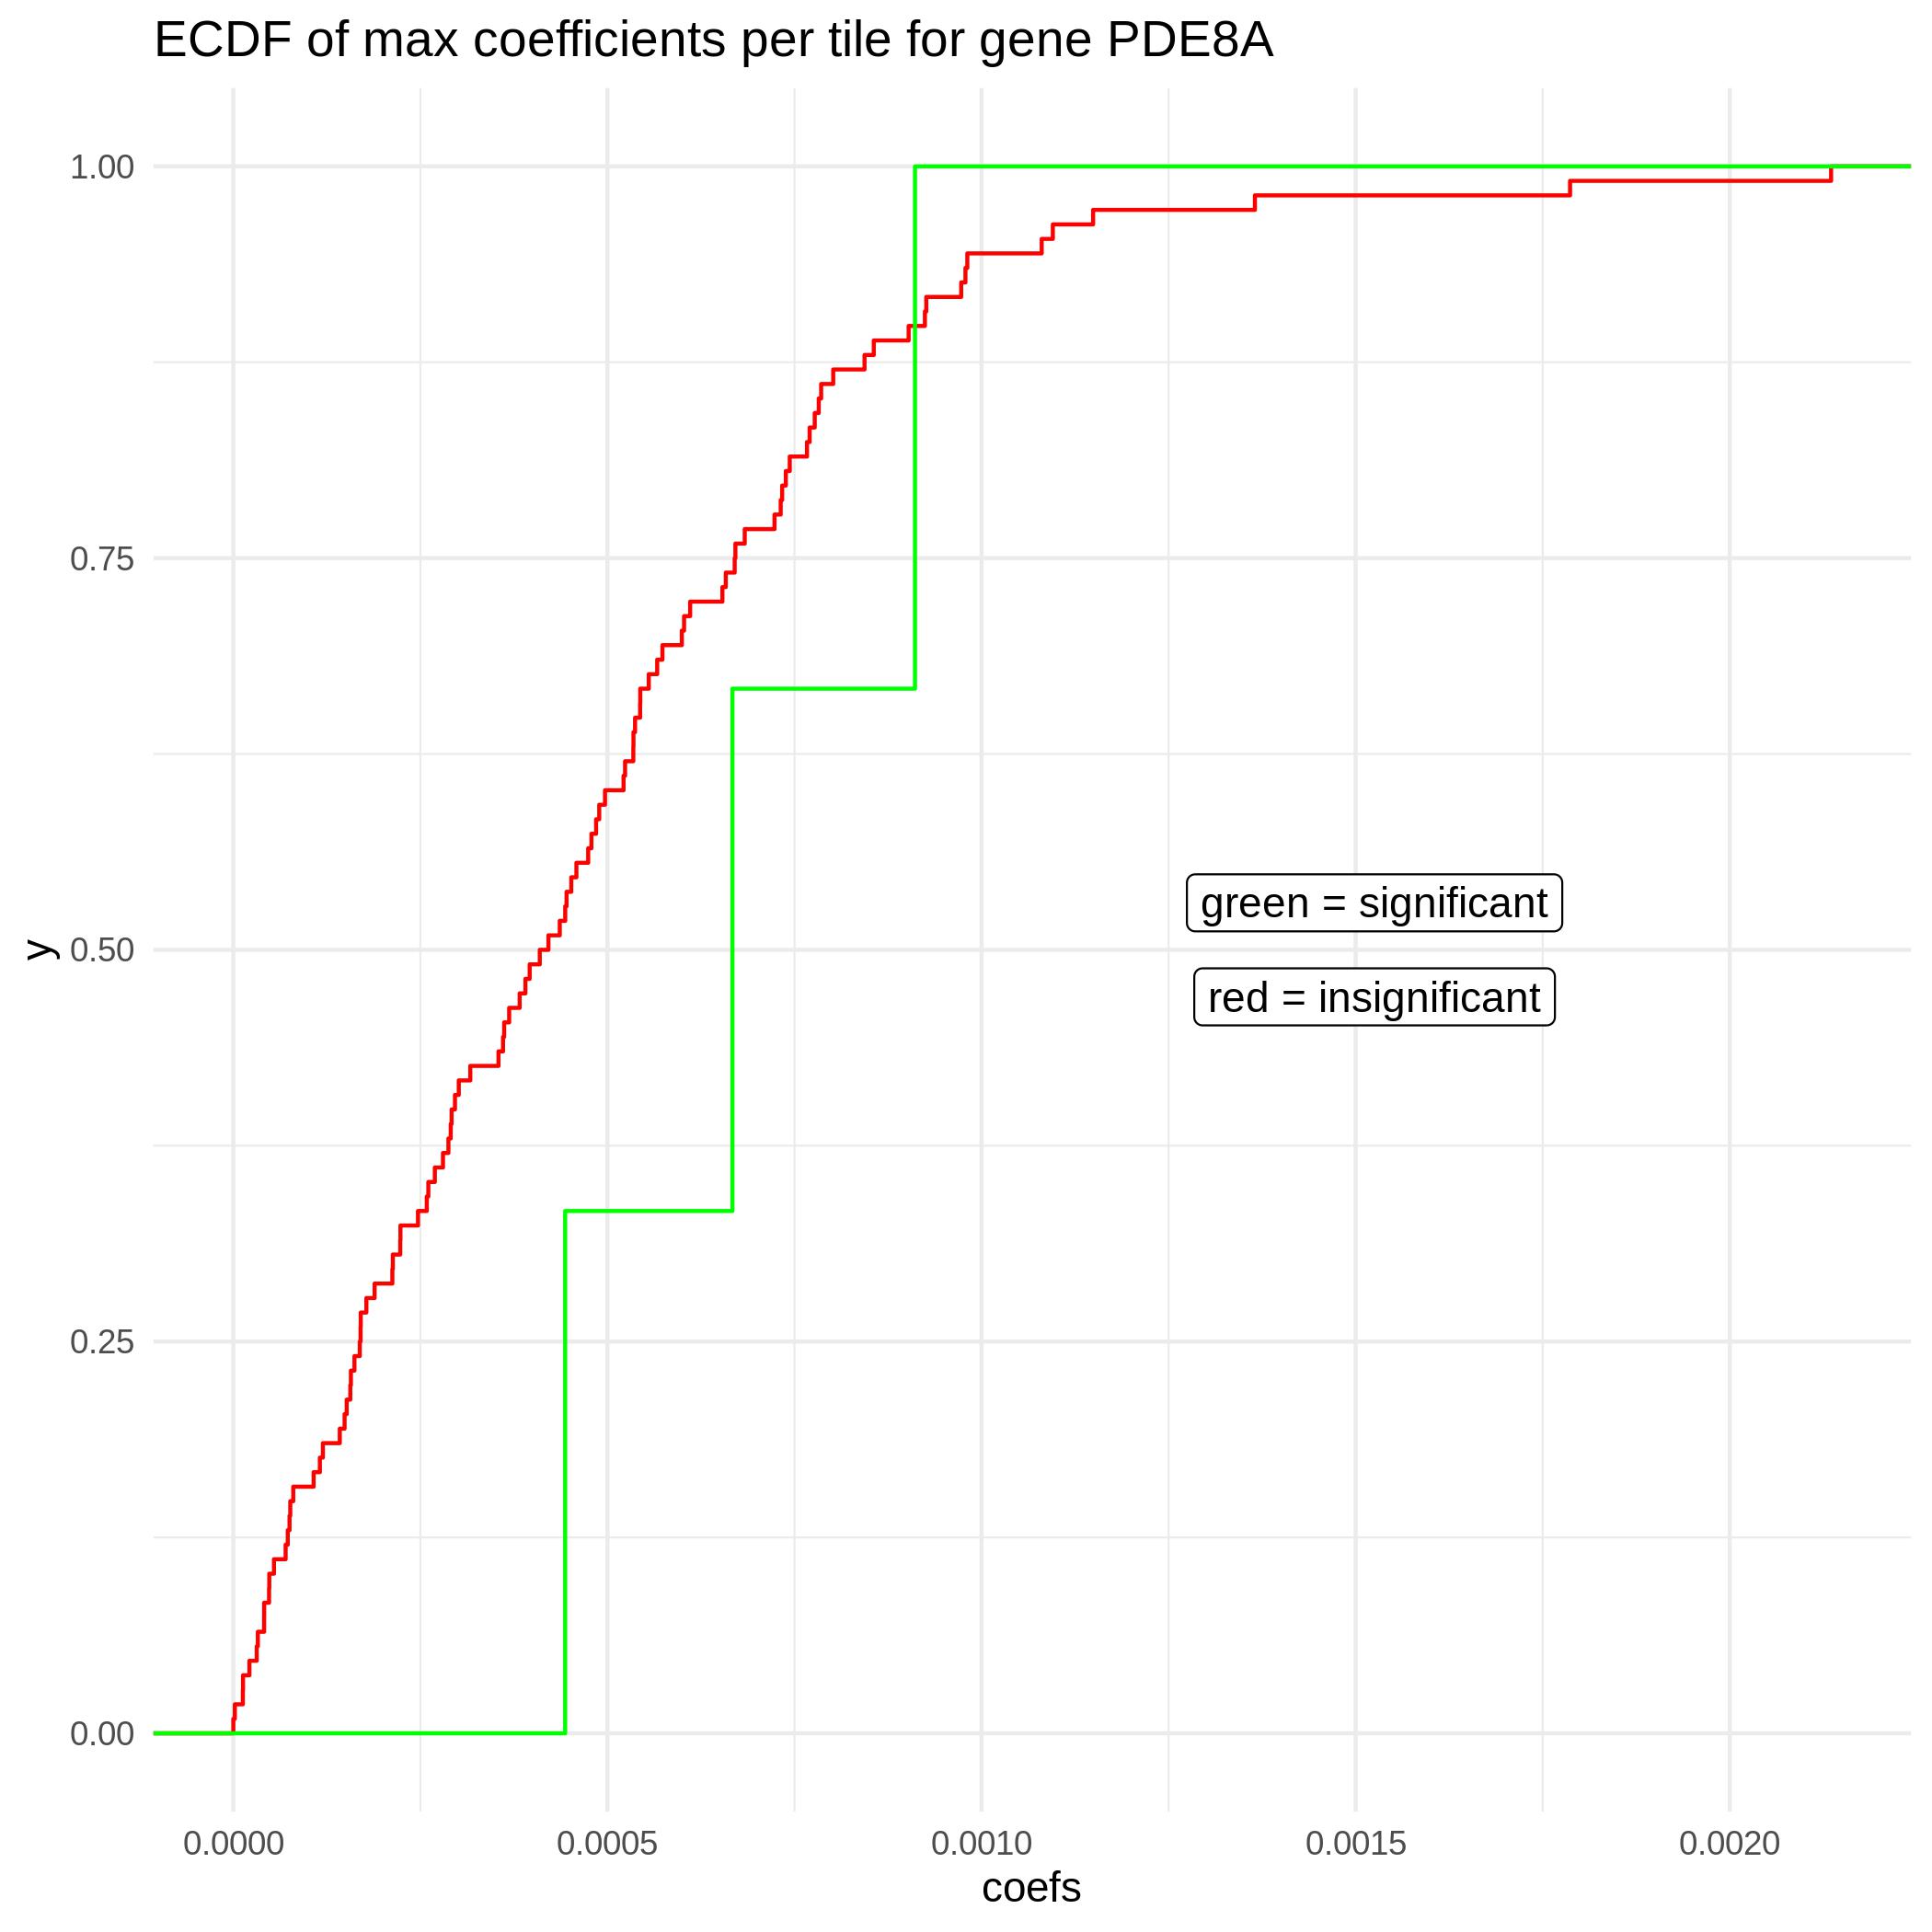 ECDF of max coefficients per tile for gene PDE8A
1.00
0.75
0.50
0.25
0.00
y
green = significant
red = insignificant
0.0000 0.0005 0.0010 0.0015 0.0020
coefs